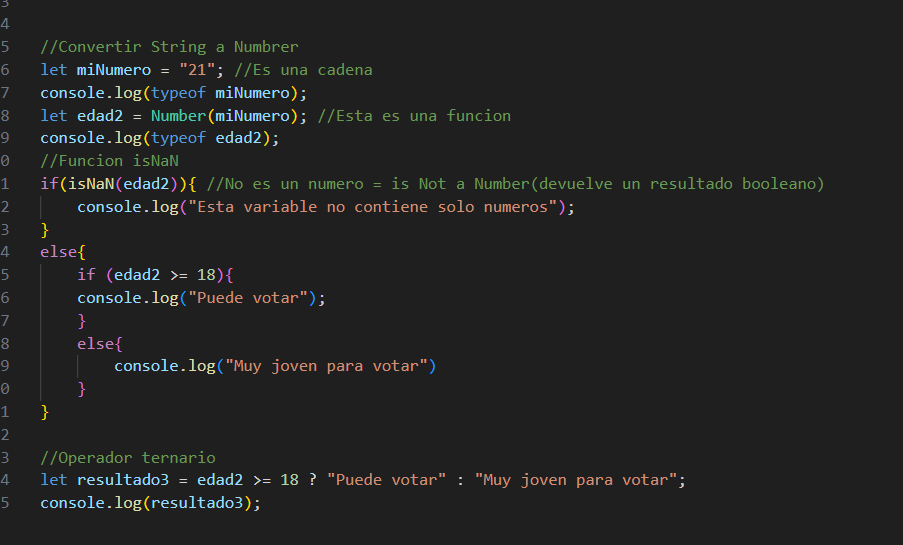 3
4
5 //Convertir String a Numbrer
6 let miNumero = "21"; //Es una cadena
7 console.log(typeof miNumero);
8 let edad2 = Number(miNumero); //Esta es una funcion
9 console.log(typeof edad2);
0 //Funcion isNaN
1 if(isNaN(edad2)){ //No es un numero = is Not a Number(devuelve un resultado booleano)
2     console.log("Esta variable no contiene solo numeros");
3 }
4 else{
5     if (edad2 >= 18){
6     console.log("Puede votar");
7     }
8     else{
9         console.log("Muy joven para votar")
0     }
1 }
2
3 //Operador ternario
4 let resultado3 = edad2 >= 18 ? "Puede votar" : "Muy joven para votar";
5 console.log(resultado3);